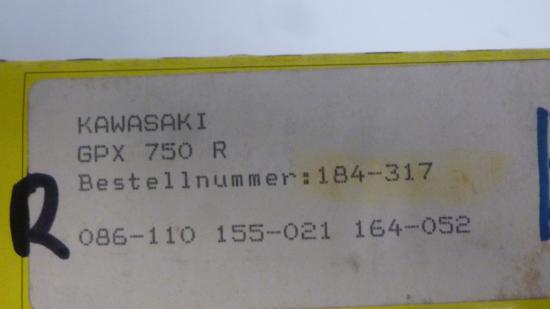 KAWASAKI
GPX 750 R
Bestellnummer:184-317
R
086-110 155-021 164-052